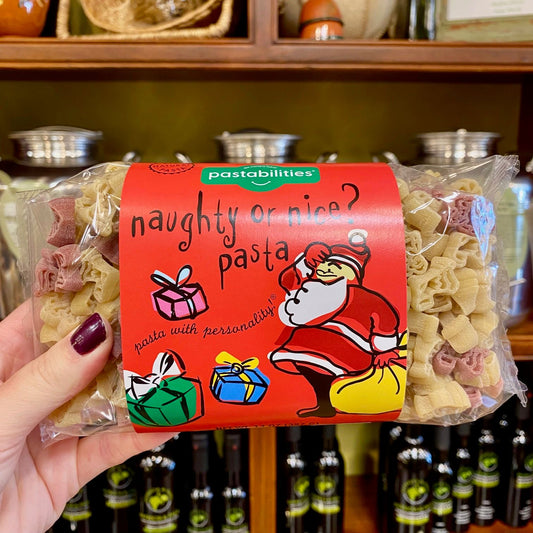 pastabilities®
naughty or nice?
pasta
pasta with personality!®